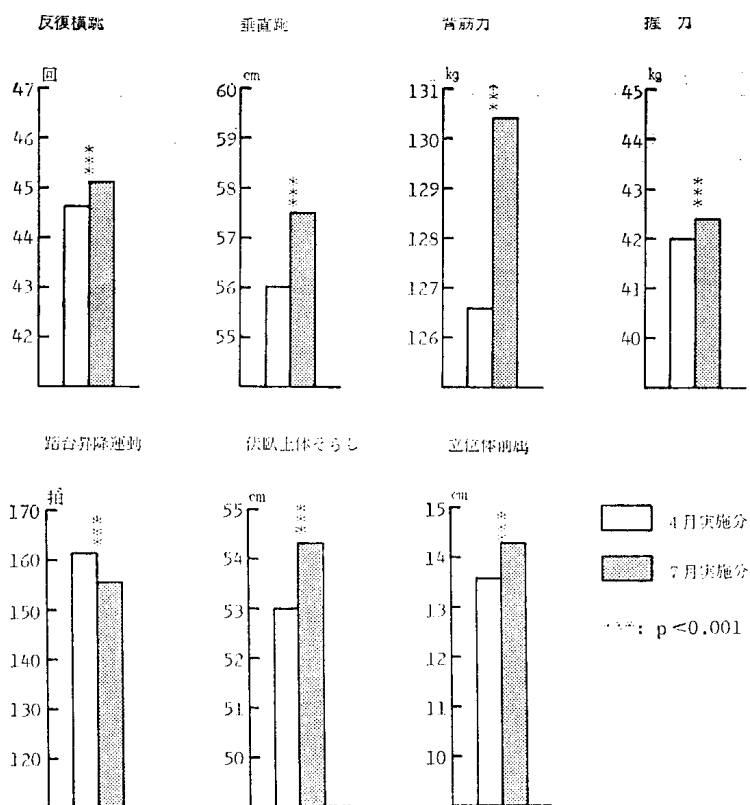 反復横跳
垂直跳
背筋力
握 力
回
47
46
45
44
43
42
***
cm
60
59
58
57
56
55
***
kg
131
130
129
128
127
126
***
kg
45
44
43
42
41
40
***
踏台昇降運動
伏臥上体そらし
立位体前屈
拍
170
160
150
140
130
120
***
cm
55
54
53
52
51
50
***
cm
15
14
13
12
11
10
***
4月実施分
7月実施分
***: p<0.001